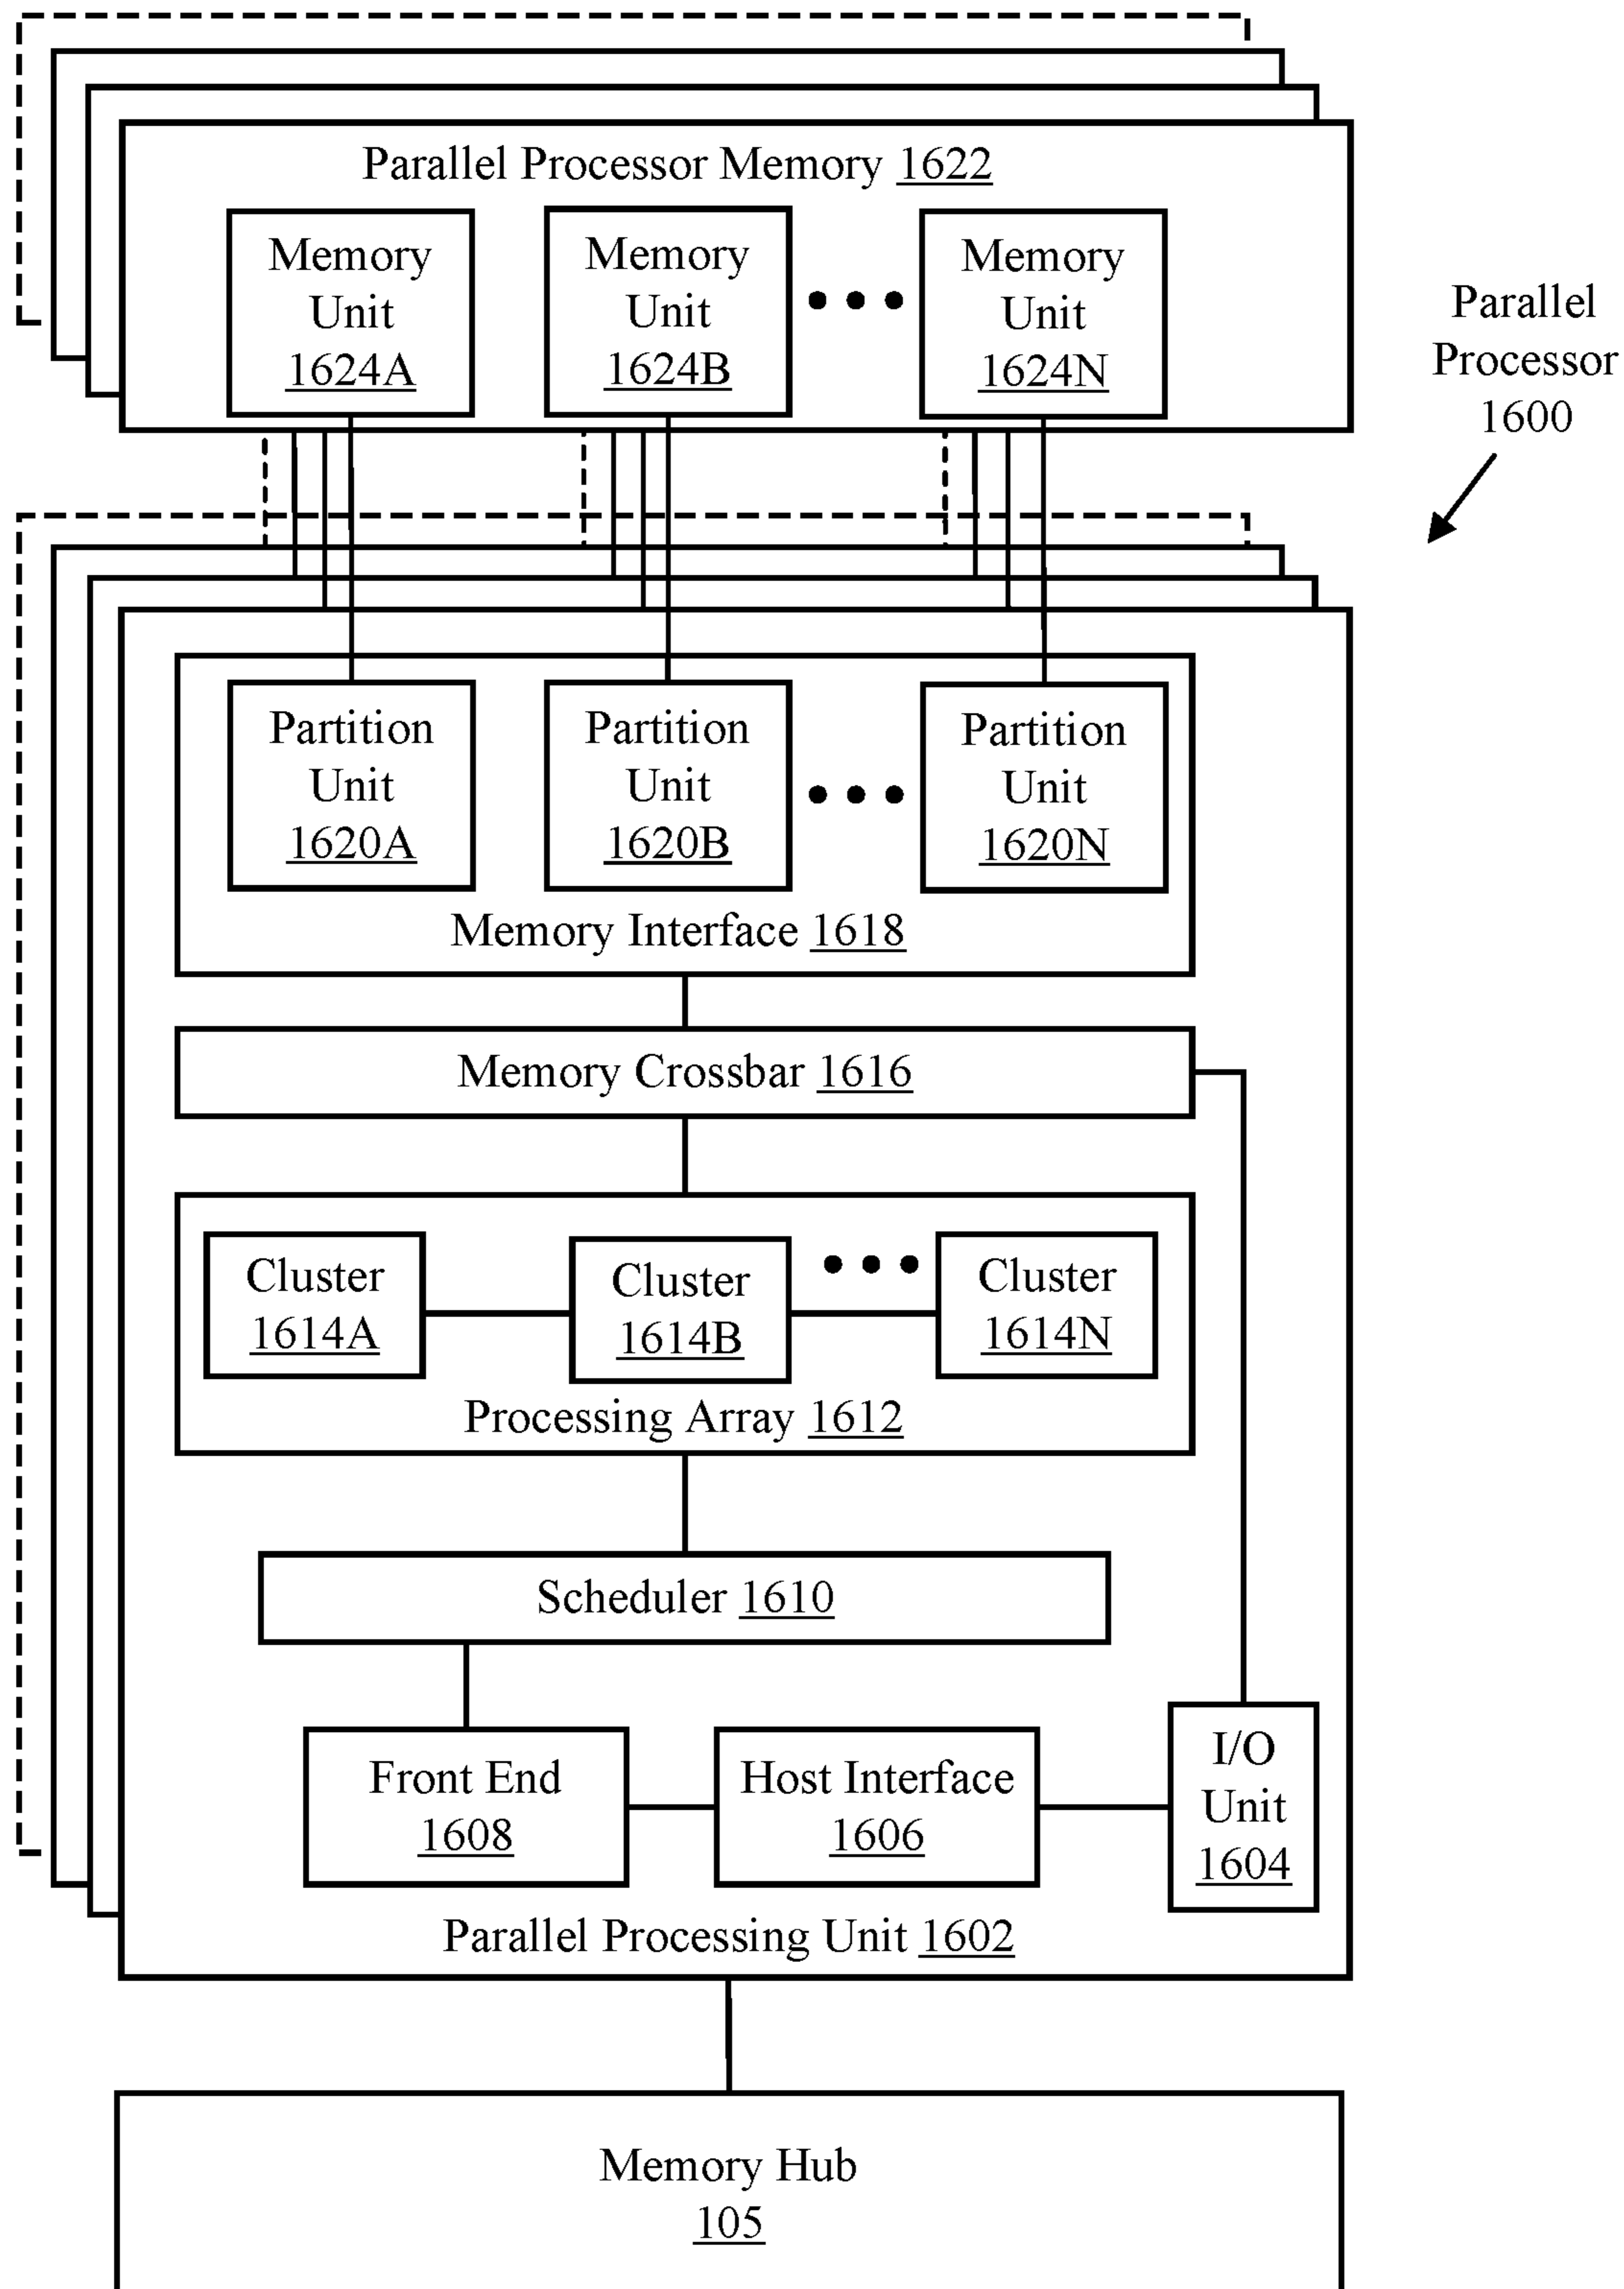 Parallel Processor Memory 1622
Memory
Unit
1624A
Memory
Unit
1624B
Memory
Unit
1624N
Parallel
Processor
1600
Partition
Unit
1620A
Partition
Unit
1620B
Partition
Unit
1620N
Memory Interface 1618
Memory Crossbar 1616
Cluster
1614A
Cluster
1614B
Cluster
1614N
Processing Array 1612
Scheduler 1610
Front End
1608
Host Interface
1606
I/O
Unit
1604
Parallel Processing Unit 1602
Memory Hub
105